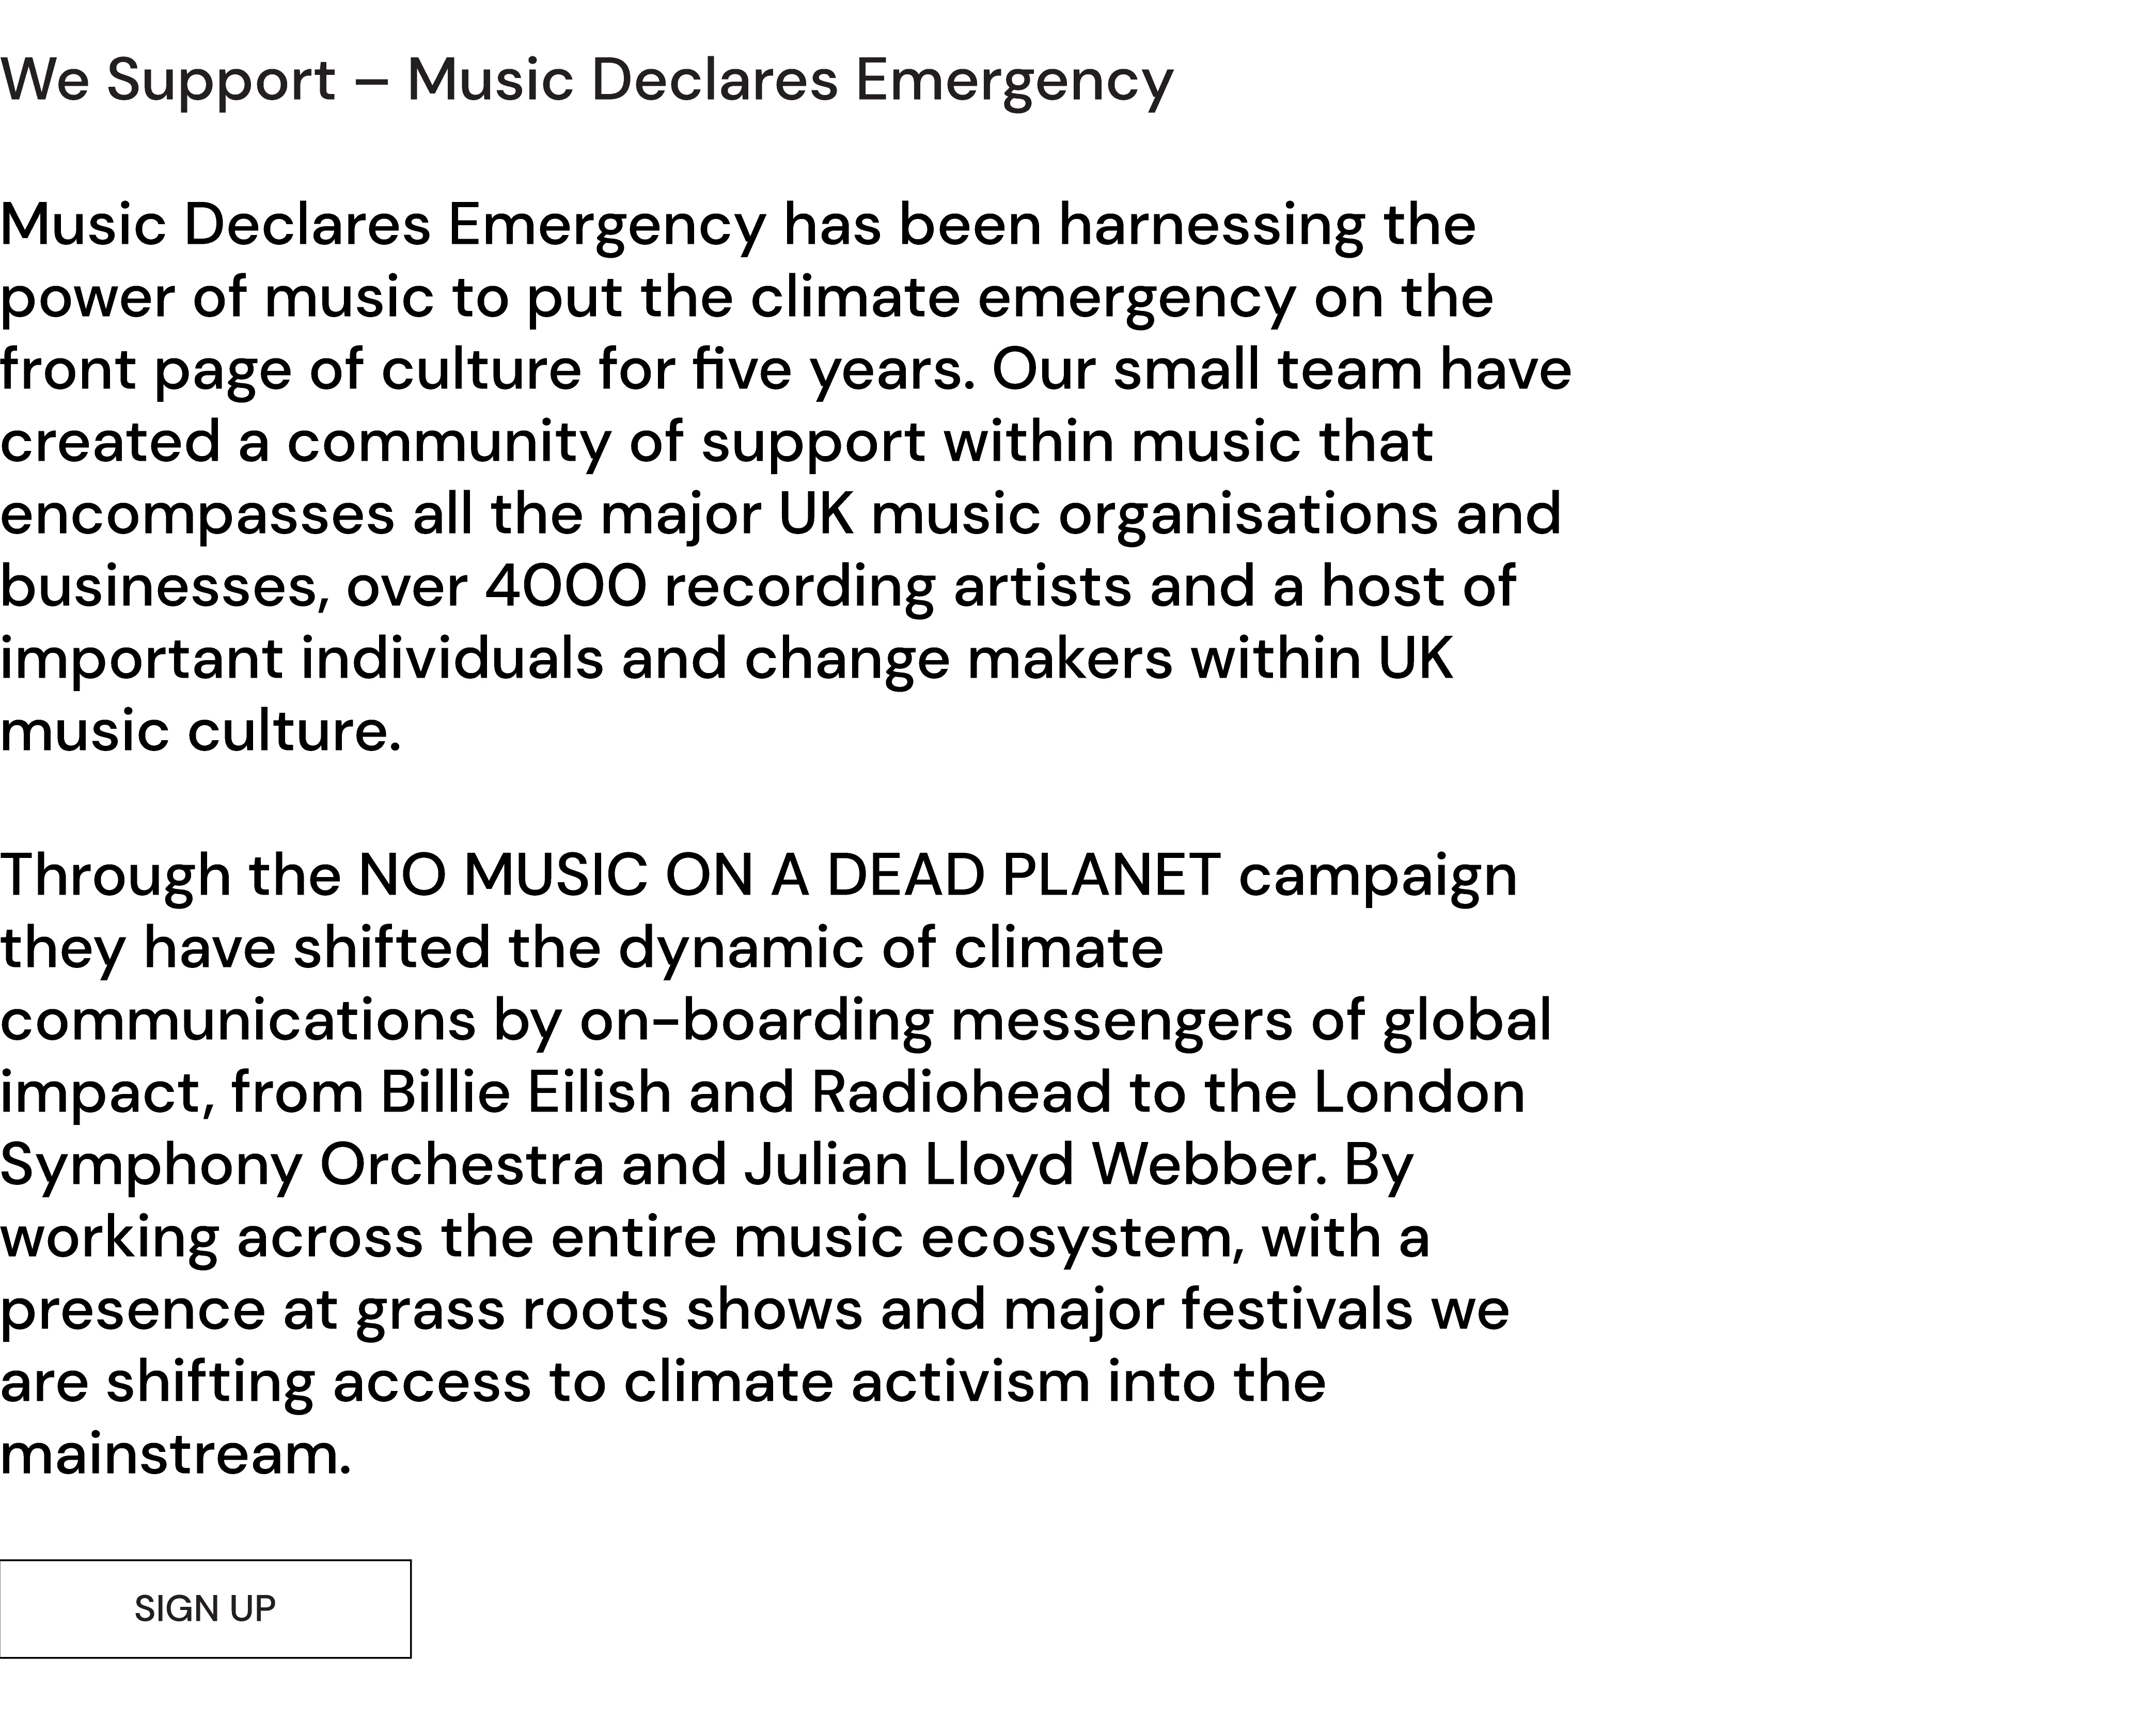 We Support – Music Declares Emergency
Music Declares Emergency has been harnessing the
power of music to put the climate emergency on the
front page of culture for five years. Our small team have
created a community of support within music that
encompasses all the major UK music organisations and
businesses, over 4000 recording artists and a host of
important individuals and change makers within UK
music culture.
Through the NO MUSIC ON A DEAD PLANET campaign
they have shifted the dynamic of climate
communications by on-boarding messengers of global
impact, from Billie Eilish and Radiohead to the London
Symphony Orchestra and Julian Lloyd Webber. By
working across the entire music ecosystem, with a
presence at grass roots shows and major festivals we
are shifting access to climate activism into the
mainstream.
SIGN UP